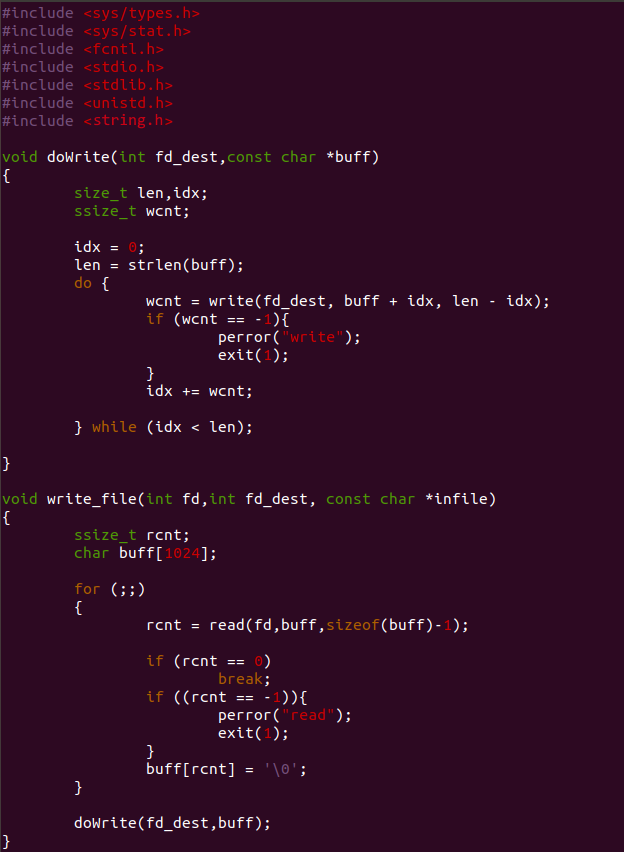 #include <sys/types.h>
#include <sys/stat.h>
#include <fcntl.h>
#include <stdio.h>
#include <stdlib.h>
#include <unistd.h>
#include <string.h>

void doWrite(int fd_dest,const char *buff)
{
        size_t len,idx;
        ssize_t wcnt;

        idx = 0;
        len = strlen(buff);
        do {
                wcnt = write(fd_dest, buff + idx, len - idx);
                if (wcnt == -1){
                        perror("write");
                        exit(1);
                }
                idx += wcnt;

        } while (idx < len);

}

void write_file(int fd,int fd_dest, const char *infile)
{
        ssize_t rcnt;
        char buff[1024];

        for (;;)
        {
                rcnt = read(fd,buff,sizeof(buff)-1);

                if (rcnt == 0)
                        break;
                if ((rcnt == -1)){
                        perror("read");
                        exit(1);
                }
                buff[rcnt] = '\0';
        }

        doWrite(fd_dest,buff);
}